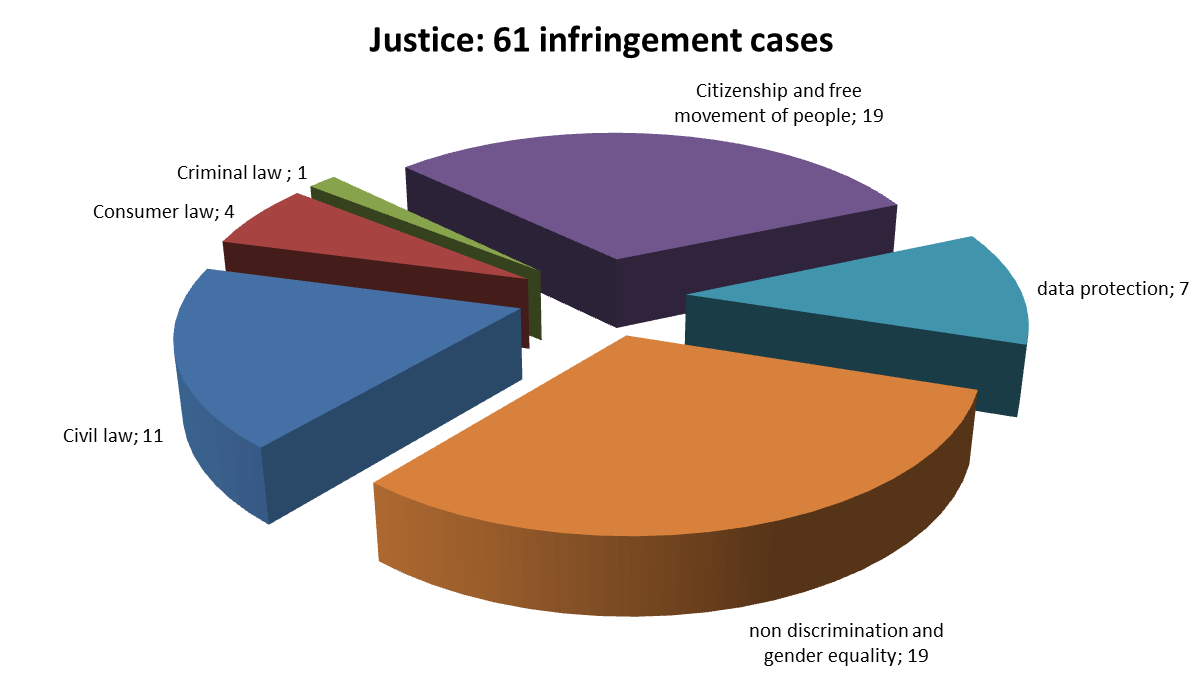 Justice: 61 infringement cases
Citizenship and free
movement of people; 19
Criminal law ; 1
Consumer law; 4
data protection; 7
Civil law; 11
non discrimination and
gender equality; 19